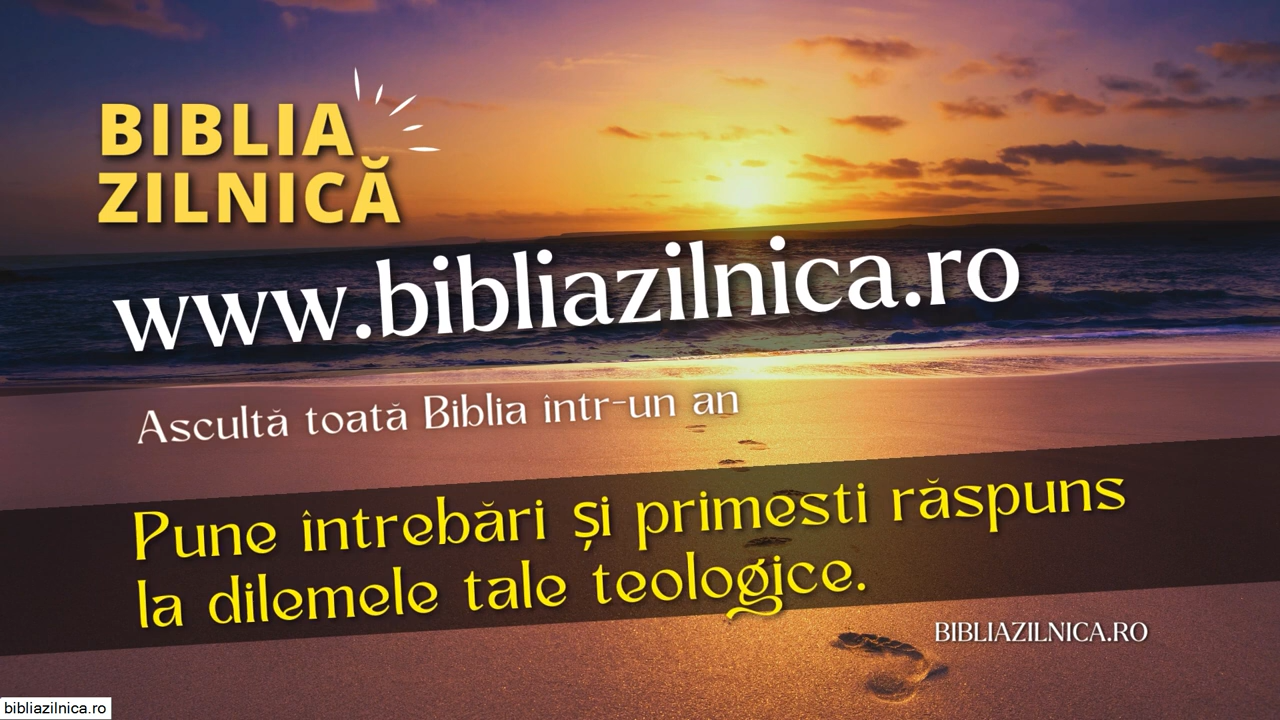 BIBLIA
ZILNICĂ
www.bibliazilnica.ro
Ascultă toată Biblia într-un an
Pune întrebări și primesti răspuns
la dilemele tale teologice.
BIBLIAZILNICA.RO
bibliazilnica.ro